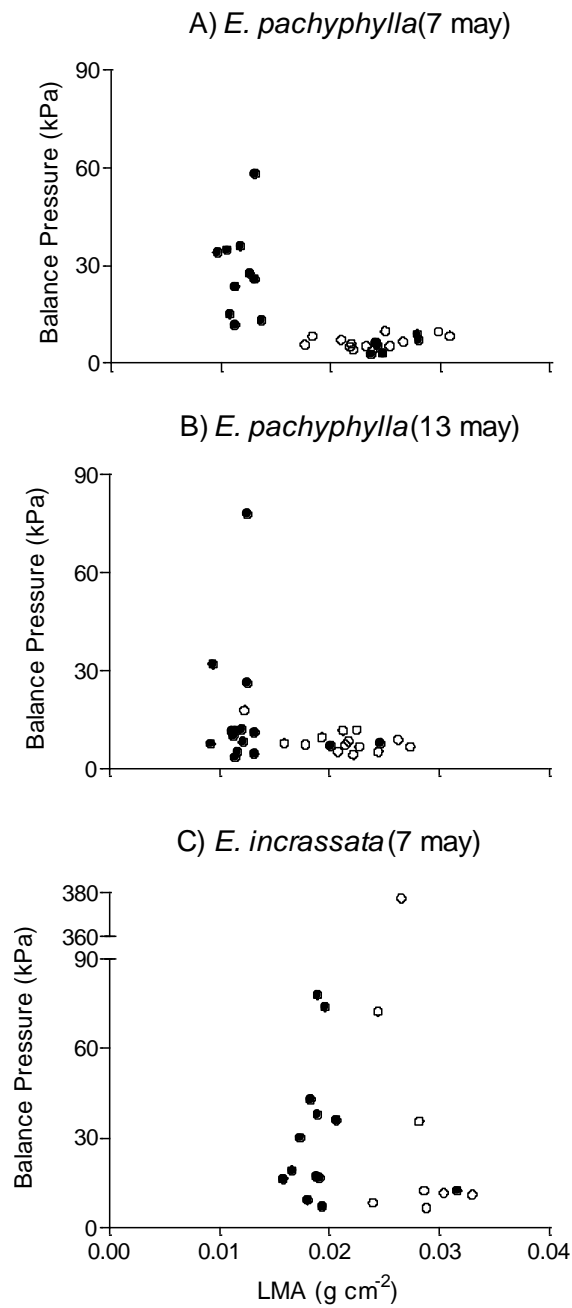 A) E. pachyphylla(7 may)
90
60
30
0
Balance Pressure (kPa)
B) E. pachyphylla(13 may)
90
60
30
0
Balance Pressure (kPa)
C) E. incrassata(7 may)
380
360
90
60
30
0
Balance Pressure (kPa)
0.00 0.01 0.02 0.03 0.04
LMA (g cm-2)